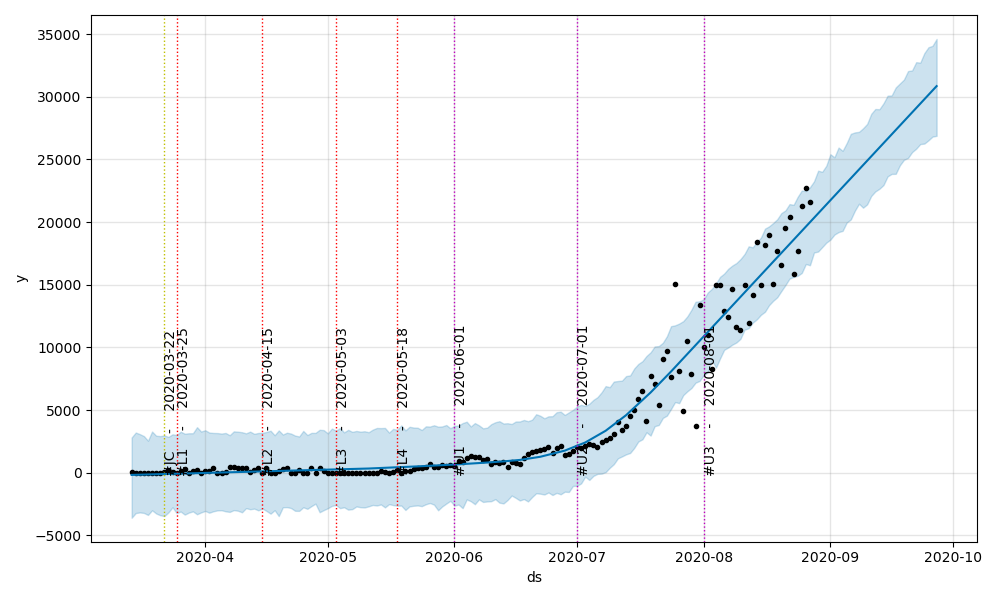 35000
30000
25000
20000
15000
10000
5000
0
−5000
y
#JC - 2020-03-22
#L1 - 2020-03-25
#L2 - 2020-04-15
#L3 - 2020-05-03
#L4 - 2020-05-18
#U1 - 2020-06-01
#U2 - 2020-07-01
#U3 - 2020-08-01
2020-04
2020-05
2020-06
2020-07
2020-08
2020-09
2020-10
ds